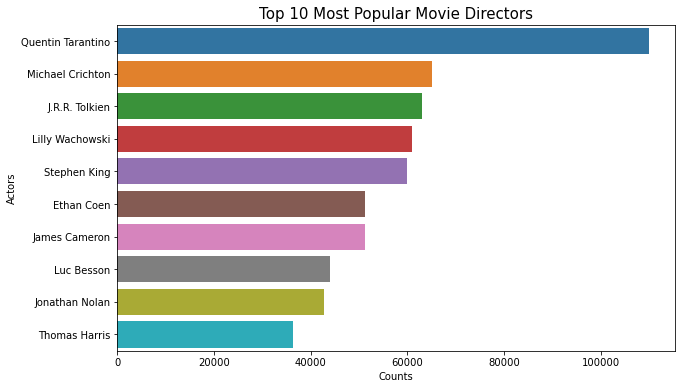 Top 10 Most Popular Movie Directors
Actors
Quentin Tarantino
Michael Crichton
J.R.R. Tolkien
Lilly Wachowski
Stephen King
Ethan Coen
James Cameron
Luc Besson
Jonathan Nolan
Thomas Harris
0 20000 40000 60000 80000 100000
Counts